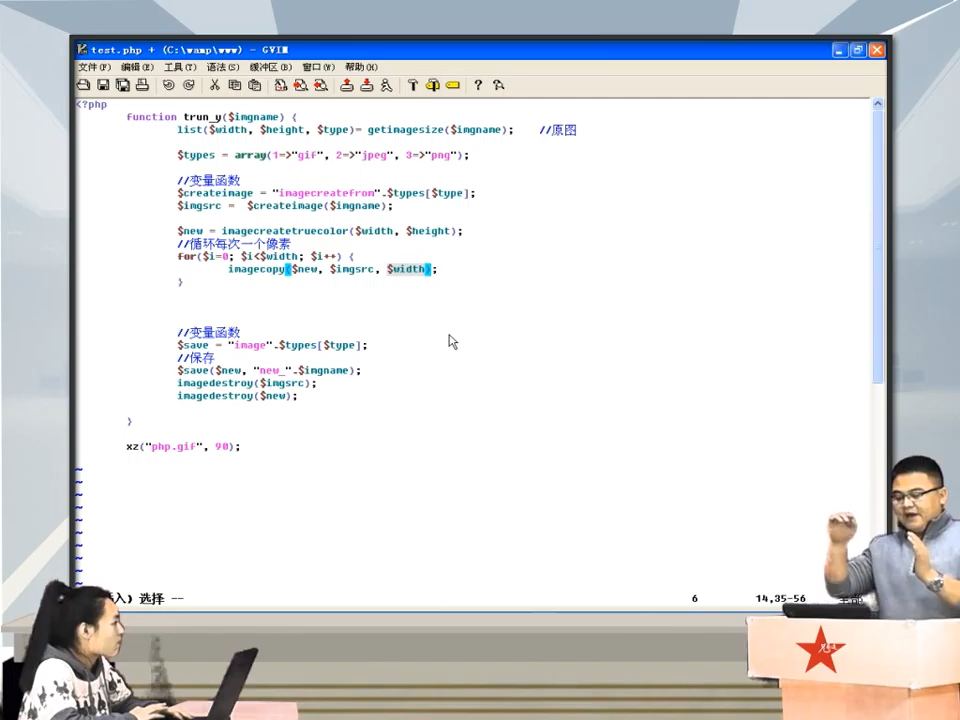 test.php + (C:\wamp\www) - GVIM
文件(F) 编辑(E) 工具(T) 语法(S) 缓冲区(B) 窗口(W) 帮助(H)
<?php
function trun_y($imgname) {
list($width, $height, $type)= getimagesize($imgname); //原图
$types = array(1=>"gif", 2=>"jpeg", 3=>"png");
//变量函数
$createimage = "imagecreatefrom".$types[$type];
$imgsrc = $createimage($imgname);
$new = imagecreatetruecolor($width, $height);
//循环每次一个像素
for($i=0; $i<$width; $i++) {
imagecopy($new, $imgsrc, $width);
}
//变量函数
$save = "image".$types[$type];
//保存
$save($new, "new_".$imgname);
imagedestroy($imgsrc);
imagedestroy($new);
}
xz("php.gif", 90);
~
~
~
~
~
~
~
~
~
~
入) 选择 -- 6 14,35-56